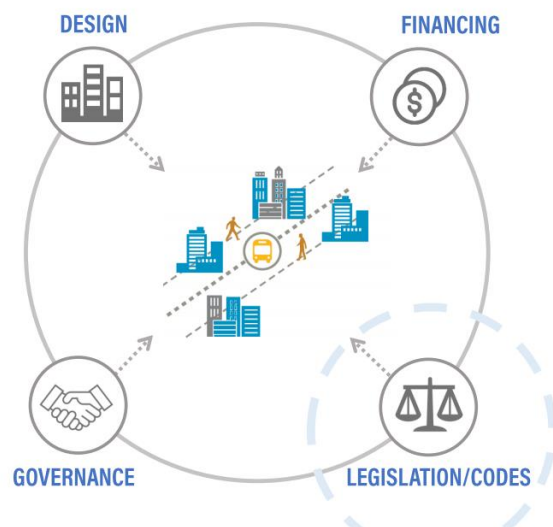 DESIGN
FINANCING
$
GOVERNANCE
LEGISLATION/CODES